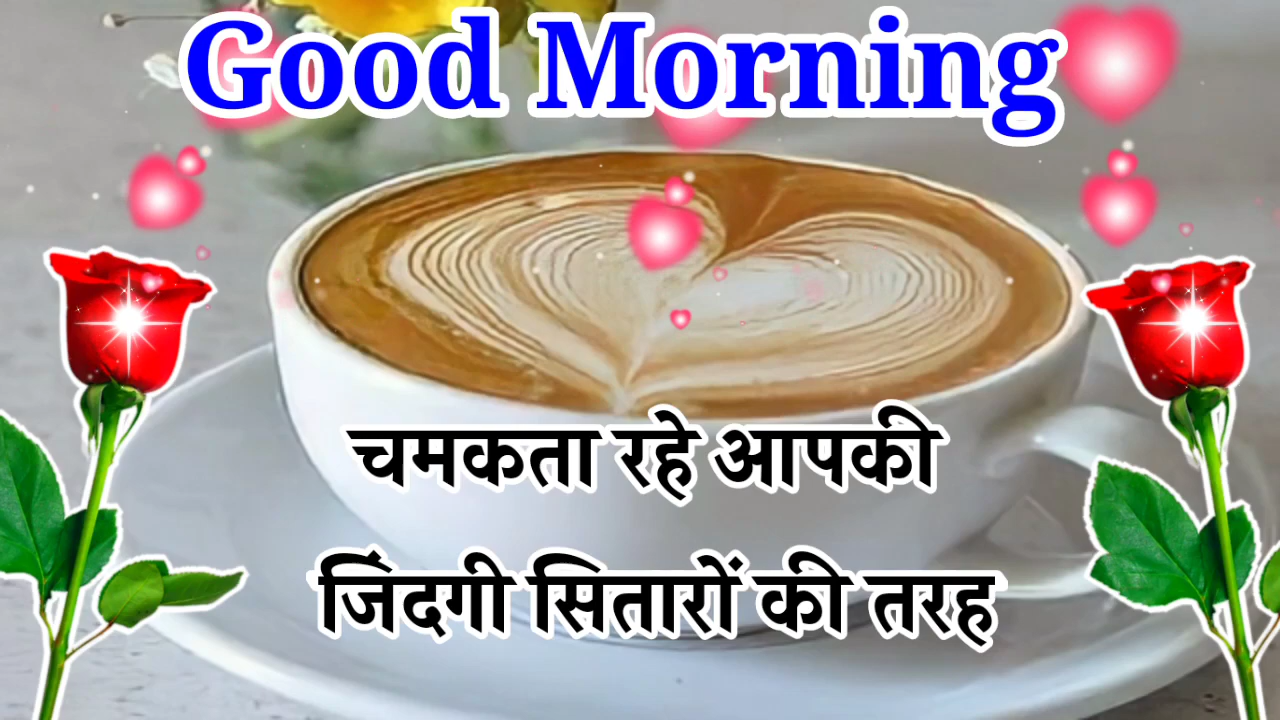 Good Morning
चमकता रहे आपकी
जिंदगी सितारों की तरह